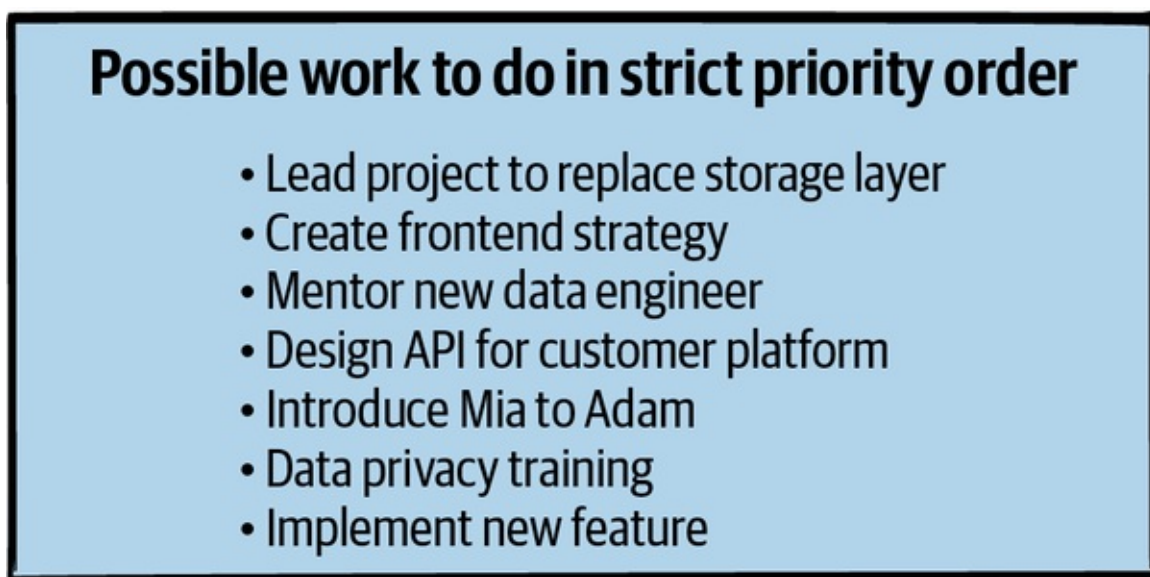 Possible work to do in strict priority order
• Lead project to replace storage layer
• Create frontend strategy
• Mentor new data engineer
• Design API for customer platform
• Introduce Mia to Adam
• Data privacy training
• Implement new feature